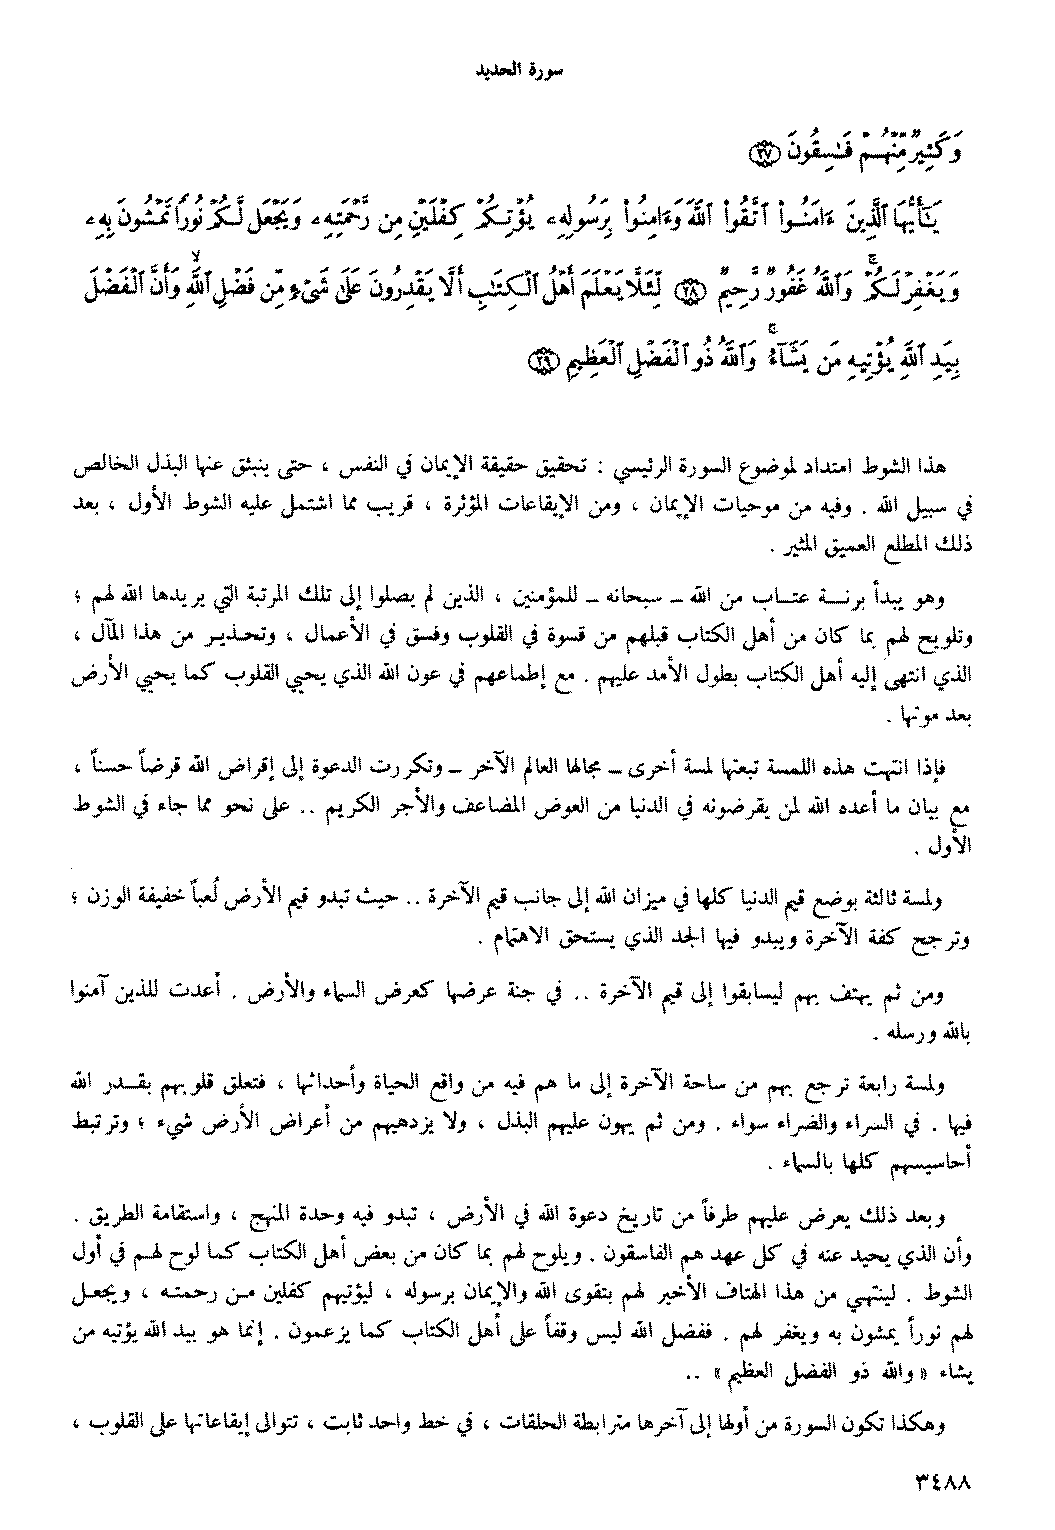 سورة الحديد
وَكَثِيرٌ مِّنْهُمْ فَـٰسِقُونَ ﴿٢٧﴾
يَـٰٓأَيُّهَا ٱلَّذِينَ ءَامَنُوا۟ ٱتَّقُوا۟ ٱللَّهَ وَءَامِنُوا۟ بِرَسُولِهِۦ يُؤْتِكُمْ كِفْلَيْنِ مِن رَّحْمَتِهِۦ وَيَجْعَل لَّكُمْ نُورًا تَمْشُونَ بِهِۦ
وَيَغْفِرْ لَكُمْ ۚ وَٱللَّهُ غَفُورٌ رَّحِيمٌ ﴿٢٨﴾ لِّئَلَّا يَعْلَمَ أَهْلُ ٱلْكِتَـٰبِ أَلَّا يَقْدِرُونَ عَلَىٰ شَىْءٍ مِّن فَضْلِ ٱللَّهِ ۙ وَأَنَّ ٱلْفَضْلَ
بِيَدِ ٱللَّهِ يُؤْتِيهِ مَن يَشَآءُ ۚ وَٱللَّهُ ذُو ٱلْفَضْلِ ٱلْعَظِيمِ ﴿٢٩﴾
هذا الشوط امتداد لموضوع السورة الرئيسي : تحقيق حقيقة الإيمان في النفس ، حتى ينبثق عنها البذل الخالص
في سبيل الله . وفيه من موحيات الإيمان ، ومن الإيقاعات المؤثرة ، قريب مما اشتمل عليه الشوط الأول ، بعد
ذلك المطلع العميق المثير .
وهو يبدأ برنـة عتـاب من الله ـ سبحانه ـ للمؤمنين ، الذين لم يصلوا إلى تلك المرتبة التي يريدها الله لهم ؛
وتلويح لهم بما كان من أهل الكتاب قبلهم من قسوة في القلوب وفسق في الأعمال ، وتحـذيـر من هذا المآل ،
الذي انتهى إليه أهل الكتاب بطول الأمد عليهم . مع إطماعهم في عون الله الذي يحيي القلوب كما يحيي الأرض
بعد موتها .
فإذا انتهت هذه اللمسة تبعتها لمسة أخرى ـ مجالها العالم الآخر ـ وتكررت الدعوة إلى إقراض الله قرضاً حسناً ،
مع بيان ما أعده الله لمن يقرضونه في الدنيا من العوض المضاعف والأجر الكريم .. على نحو مما جاء في الشوط
الأول .
ولمسة ثالثة بوضع قيم الدنيا كلها في ميزان الله إلى جانب قيم الآخرة .. حيث تبدو قيم الأرض لُعباً خفيفة الوزن ؛
وترجح كفة الآخرة ويبدو فيها الجد الذي يستحق الاهتمام .
ومن ثم يهتف بهم ليسابقوا إلى قيم الآخرة .. في جنة عرضها كعرض السماء والأرض . أعدت للذين آمنوا
بالله ورسله .
ولمسة رابعة ترجع بهم من ساحة الآخرة إلى ما هم فيه من واقع الحياة وأحداثها ، فتعلق قلوبهم بقـدر الله
فيها . في السراء والضراء سواء . ومن ثم يهون عليهم البذل ، ولا يزدهيهم من أعراض الأرض شيء ؛ وترتبط
أحاسيسهم كلها بالسماء .
وبعد ذلك يعرض عليهم طرفاً من تاريخ دعوة الله في الأرض ، تبدو فيه وحدة المنهج ، واستقامة الطريق .
وأن الذي يحيد عنه في كل عهد هم الفاسقون . ويلوح لهم بما كان من بعض أهل الكتاب كما لوح لهـم في أول
الشوط . لينتهـي من هذا الهتاف الأخير لهم بتقوى الله والإيمان برسوله ، ليؤتيهم كفلين مـن رحمتـه ، ويجعـل
لهم نوراً يمشون به ويغفر لهم . ففضل الله ليس وقفاً على أهل الكتاب كما يزعمون . إنما هو بيد الله يؤتيه من
يشاء « والله ذو الفضل العظيم » ..
وهكذا تكون السورة من أولها إلى آخرها مترابطة الحلقات ، في خط واحد ثابت ، تتوالى إيقاعاتها على القلوب ،
٣٤٨٨